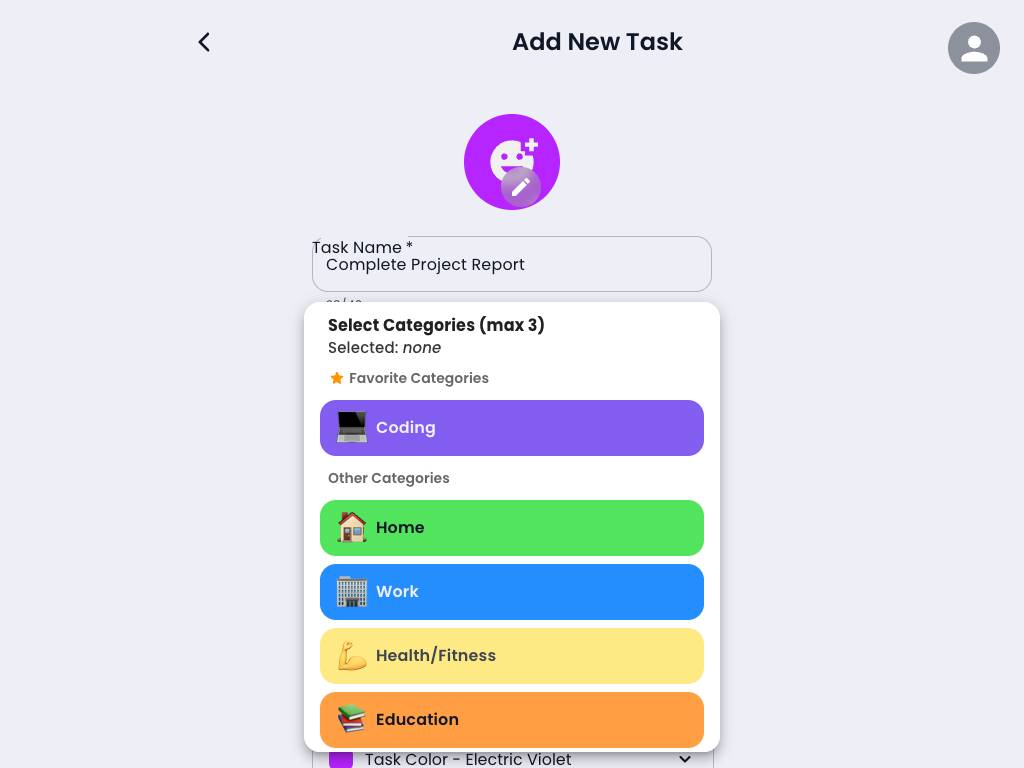 Add New Task
Task Name *
Complete Project Report
Select Categories (max 3)
Selected: none
Favorite Categories
Coding
Other Categories
Home
Work
Health/Fitness
Education
Task Color - Electric Violet